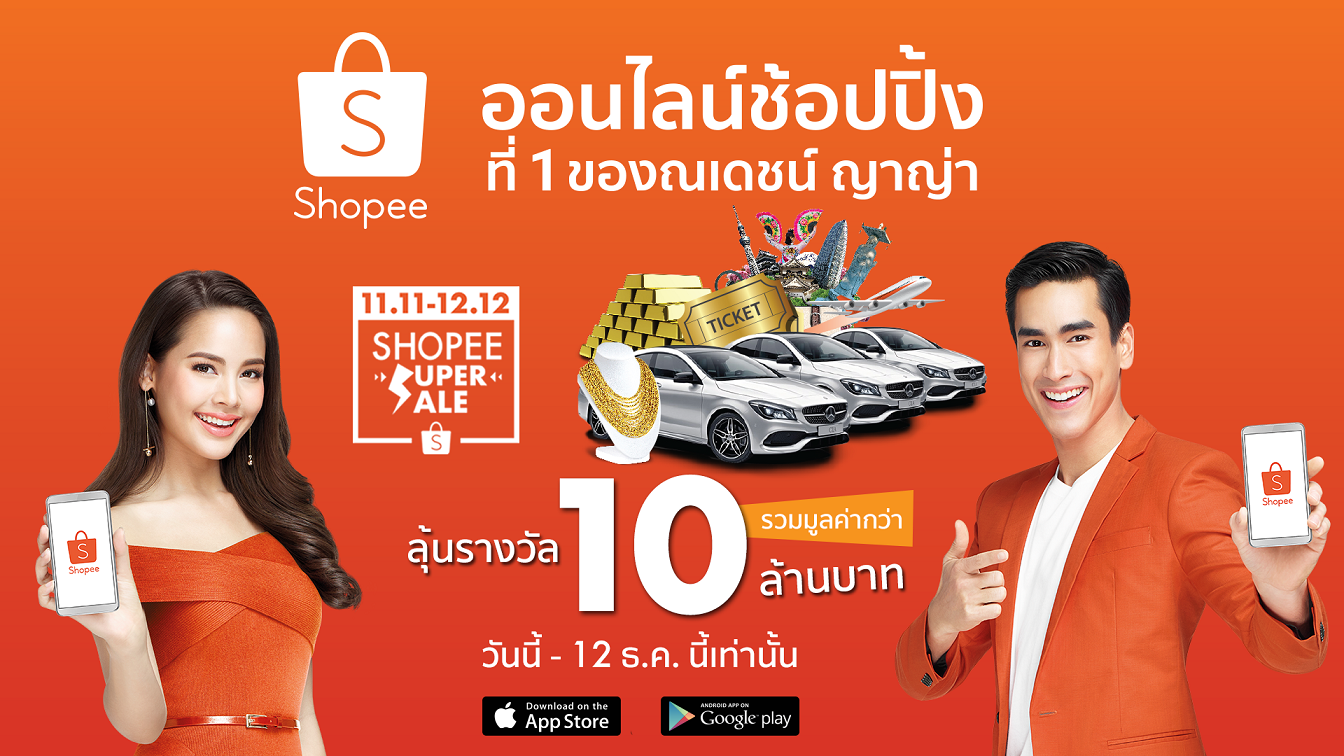 S
Shopee
ออนไลน์ช้อปปิ้ง
ที่ 1 ของณเดชน์ ญาญ่า
11.11-12.12
SHOPEE
SUPER
SALE
S
TICKET
S
Shopee
S
Shopee
ลุ้นรางวัล 10 รวมมูลค่ากว่า
ล้านบาท
วันนี้ - 12 ธ.ค. นี้เท่านั้น
Download on the
App Store
ANDROID APP ON
Google play